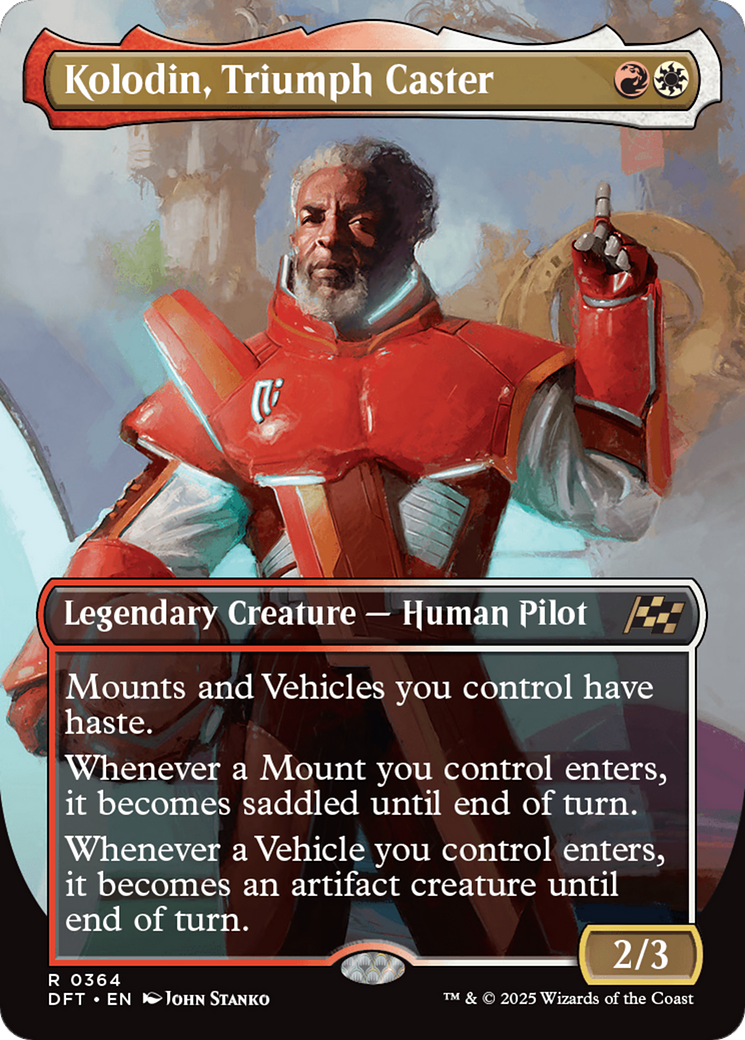 Kolodin, Triumph Caster
Legendary Creature — Human Pilot
Mounts and Vehicles you control have
haste.
Whenever a Mount you control enters,
it becomes saddled until end of turn.
Whenever a Vehicle you control enters,
it becomes an artifact creature until
end of turn.
2/3
R 0364
DFT • EN John Stanko
™ & © 2025 Wizards of the Coast